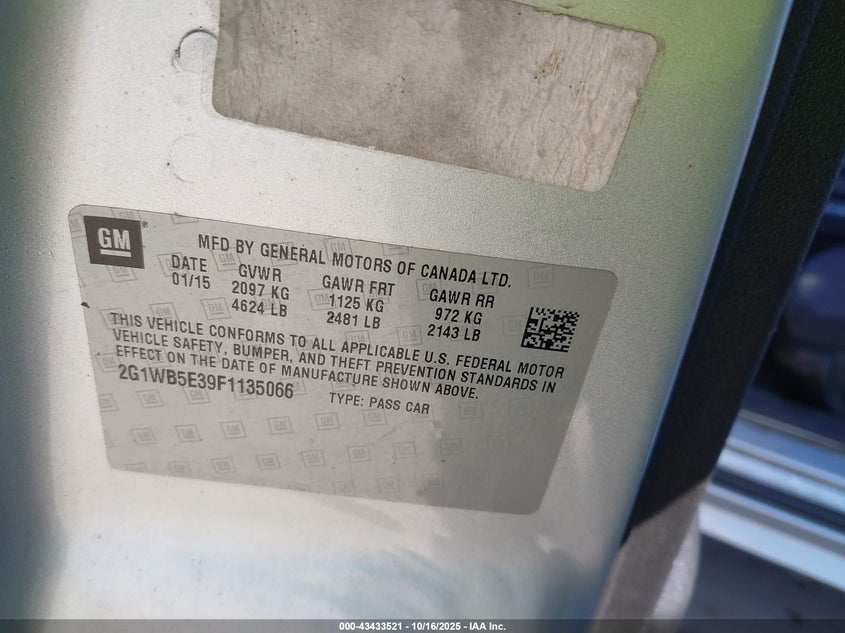 GM
MFD BY GENERAL MOTORS OF CANADA LTD.
DATE GVWR GAWR FRT GAWR RR
01/15 2097 KG 1125 KG 972 KG
4624 LB 2481 LB 2143 LB
THIS VEHICLE CONFORMS TO ALL APPLICABLE U.S. FEDERAL MOTOR
VEHICLE SAFETY, BUMPER, AND THEFT PREVENTION STANDARDS IN
EFFECT ON THE DATE OF MANUFACTURE SHOWN ABOVE.
2G1WB5E39F1135066 TYPE: PASS CAR
000-43433521 - 10/16/2025 - IAA Inc.